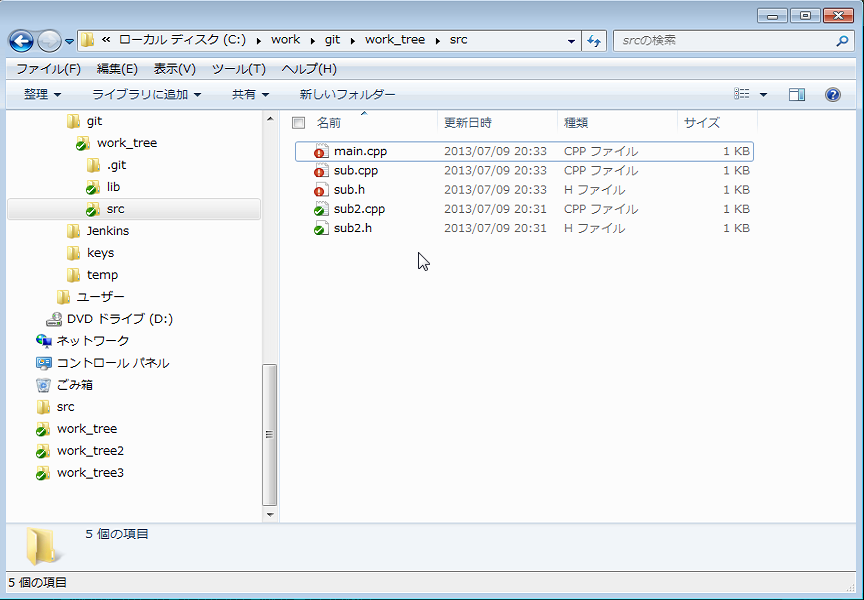 « ローカル ディスク (C:) ▸ work ▸ git ▸ work_tree ▸ src
srcの検索
ファイル(F) 編集(E) 表示(V) ツール(T) ヘルプ(H)
整理 ライブラリに追加 共有 新しいフォルダー
git
work_tree
.git
lib
src
Jenkins
keys
temp
ユーザー
DVD ドライブ (D:)
ネットワーク
コントロール パネル
ごみ箱
src
work_tree
work_tree2
work_tree3
名前 更新日時 種類 サイズ
main.cpp 2013/07/09 20:33 CPP ファイル 1 KB
sub.cpp 2013/07/09 20:33 CPP ファイル 1 KB
sub.h 2013/07/09 20:33 H ファイル 1 KB
sub2.cpp 2013/07/09 20:31 CPP ファイル 1 KB
sub2.h 2013/07/09 20:31 H ファイル 1 KB
5 個の項目
5 個の項目